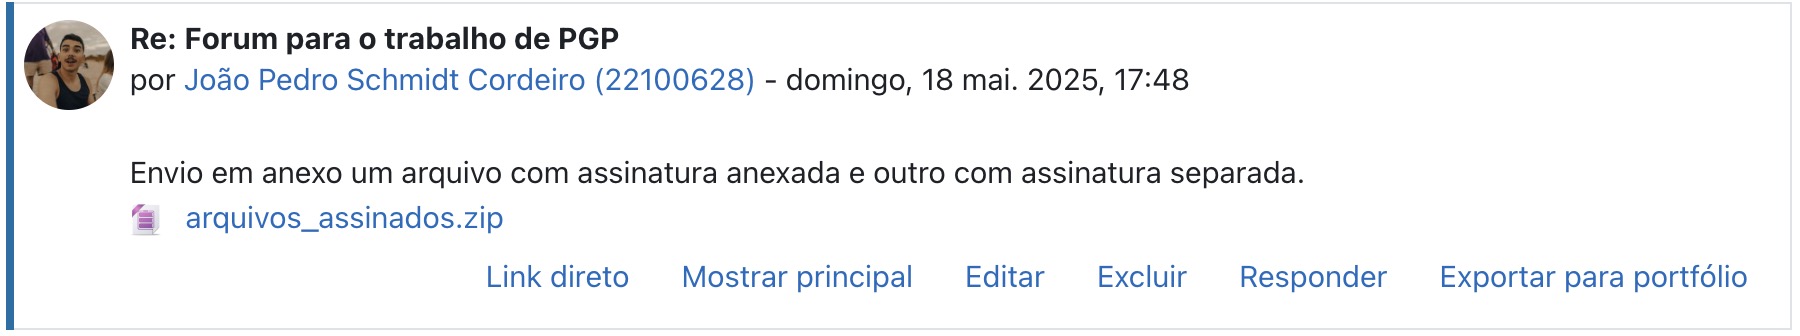 Re: Forum para o trabalho de PGP
por João Pedro Schmidt Cordeiro (22100628) - domingo, 18 mai. 2025, 17:48
Envio em anexo um arquivo com assinatura anexada e outro com assinatura separada.
arquivos_assinados.zip
Link direto Mostrar principal Editar Excluir Responder Exportar para portfólio